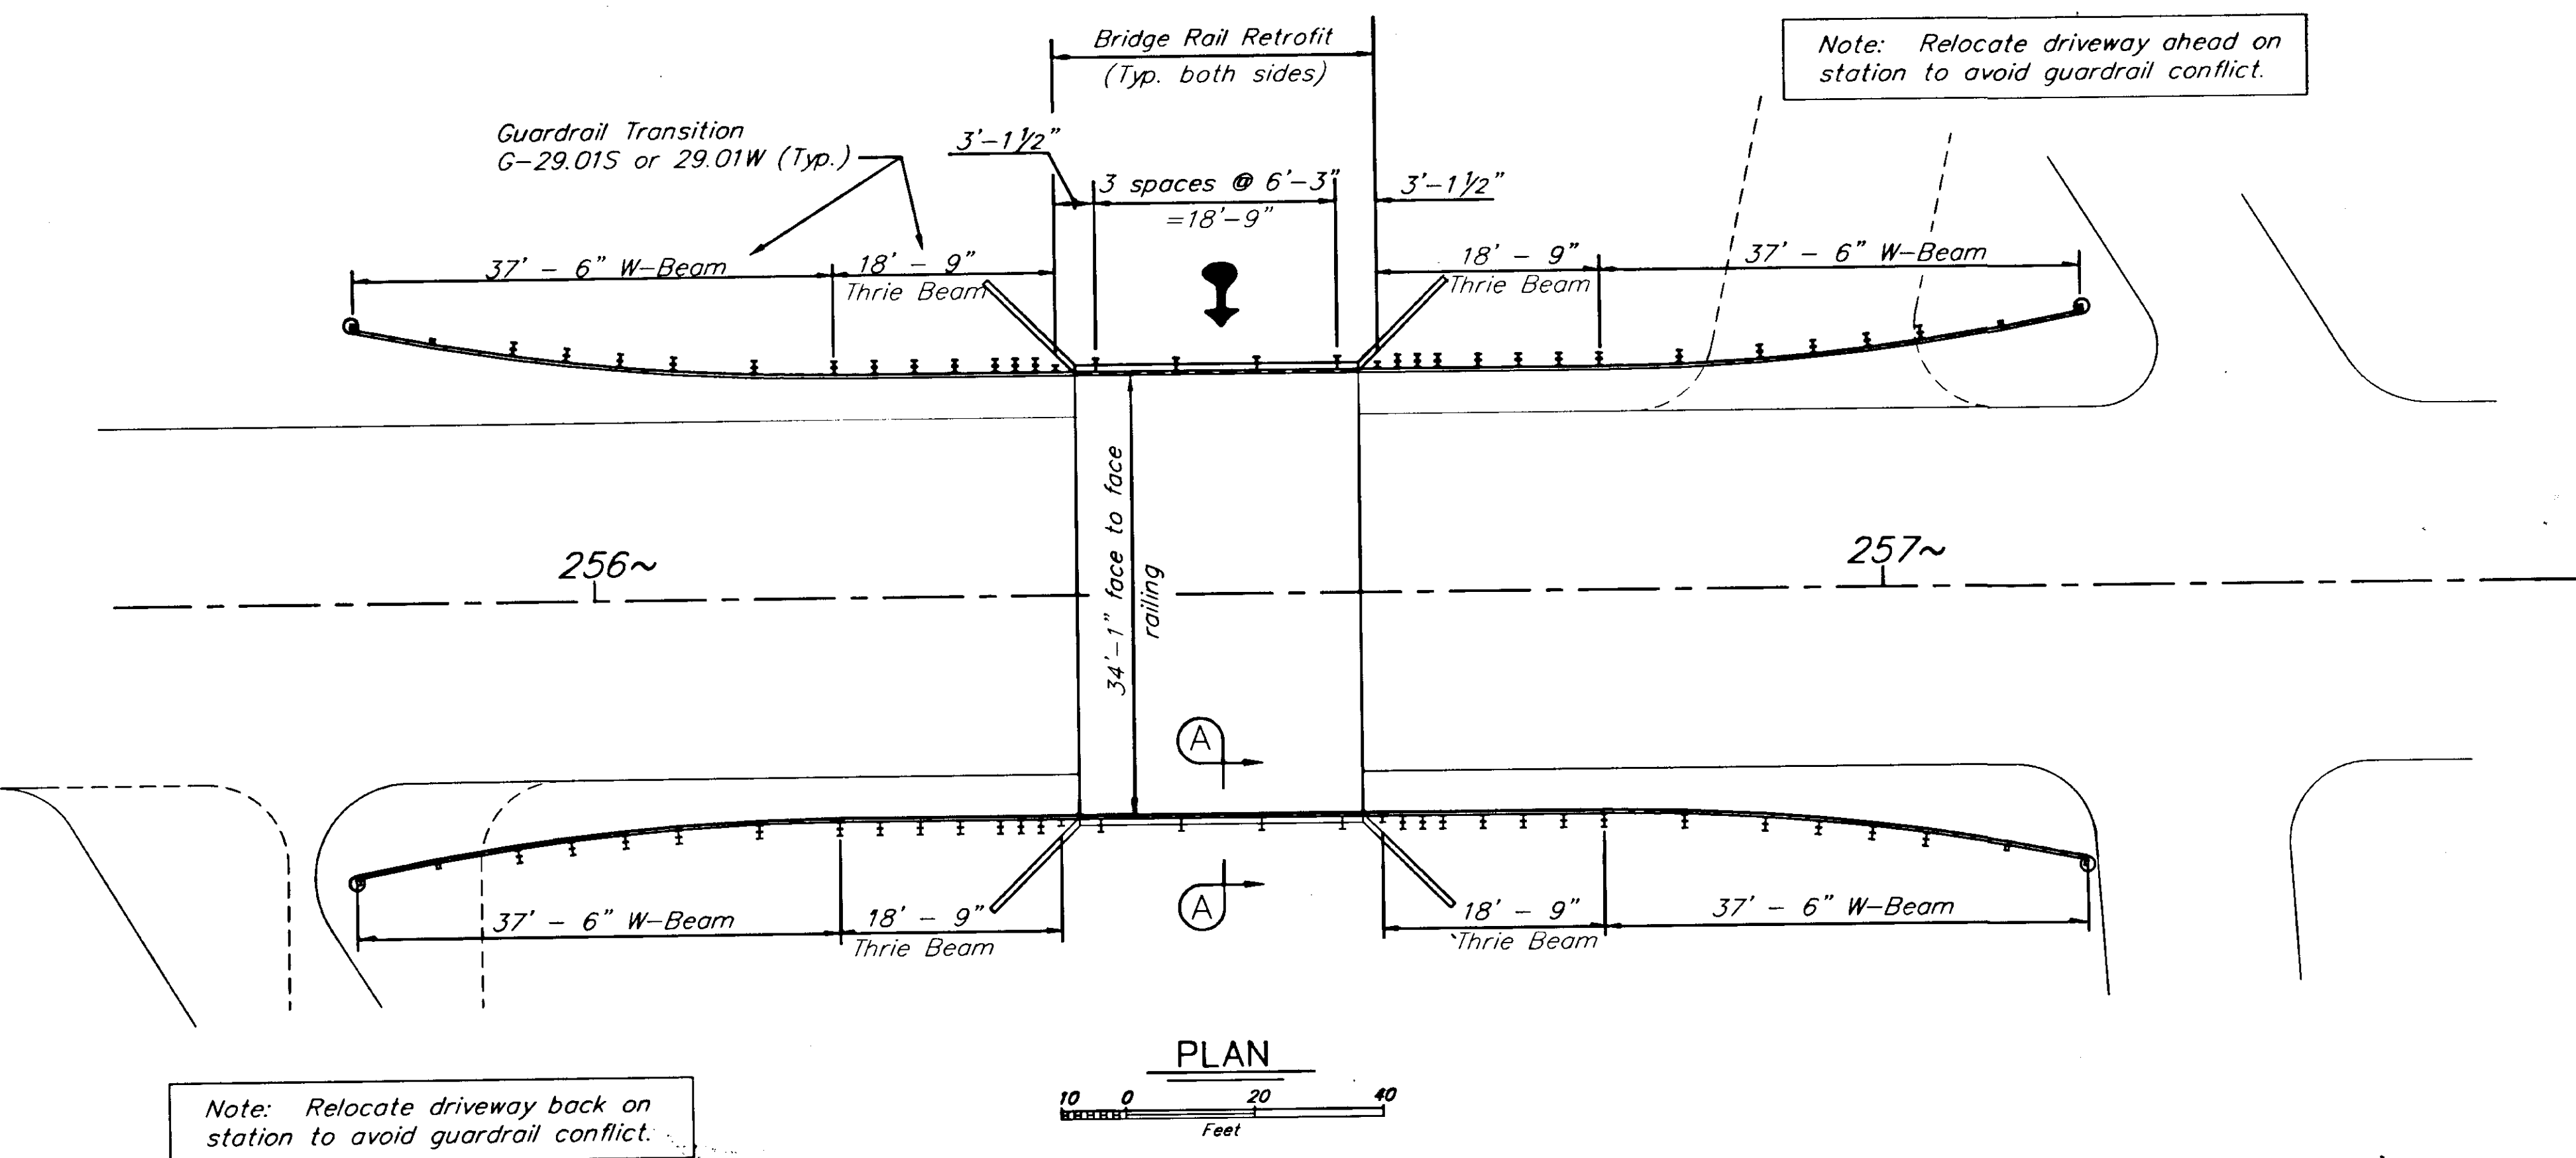 Bridge Rail Retrofit
(Typ. both sides)
Note: Relocate driveway ahead on
station to avoid guardrail conflict.
Guardrail Transition
G-29.01S or 29.01W (Typ.)
3'-1 1/2"
3 spaces @ 6'-3"
=18'-9"
3'-1 1/2"
37' - 6" W-Beam
18' - 9"
Thrie Beam
18' - 9"
Thrie Beam
37' - 6" W-Beam
34'-1" face to face
railing
256~
257~
A
A
37' - 6" W-Beam
18' - 9"
Thrie Beam
18' - 9"
Thrie Beam
37' - 6" W-Beam
PLAN
10 0 20 40
Feet
Note: Relocate driveway back on
station to avoid guardrail conflict.